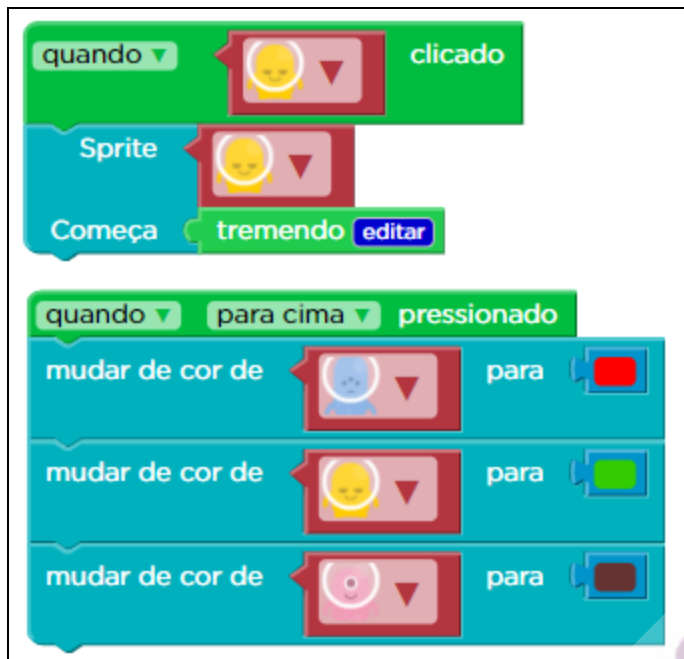 quando ▼ clicado
Sprite
Começa tremendo editar
quando ▼ para cima ▼ pressionado
mudar de cor de para
mudar de cor de para
mudar de cor de para